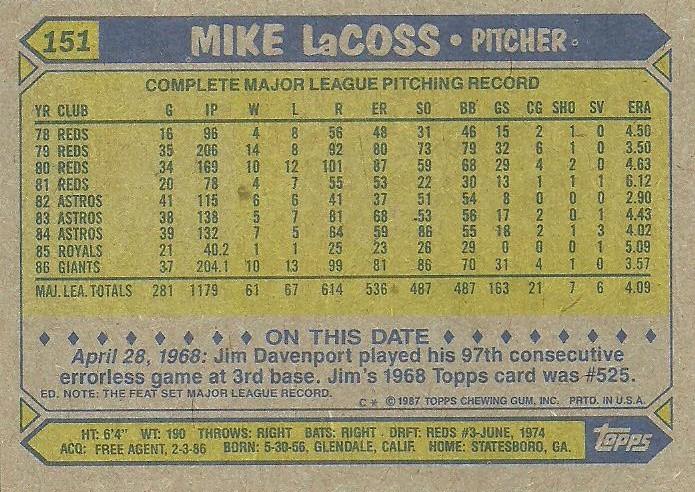 151
MIKE LaCOSS • PITCHER
COMPLETE MAJOR LEAGUE PITCHING RECORD
YR CLUB G IP W L R ER SO BB GS CG SHO SV ERA
78 REDS 16 96 4 8 56 48 31 46 15 2 1 0 4.50
79 REDS 35 206 14 8 92 80 73 79 32 6 1 0 3.50
80 REDS 34 169 10 12 101 87 59 68 29 4 2 0 4.63
81 REDS 20 78 4 7 55 53 22 30 13 1 1 1 6.12
82 ASTROS 41 115 6 6 41 37 51 54 8 0 0 0 2.90
83 ASTROS 38 138 5 7 81 68 53 56 17 2 0 1 4.43
84 ASTROS 39 132 7 5 64 59 86 55 18 2 1 3 4.02
85 ROYALS 21 40.2 1 1 25 23 26 29 0 0 0 1 5.09
86 GIANTS 37 204.1 10 13 99 81 86 70 31 4 1 0 3.57
MAJ. LEA. TOTALS 281 1179 61 67 614 536 487 487 163 21 7 6 4.09
ON THIS DATE
April 28, 1968: Jim Davenport played his 97th consecutive
errorless game at 3rd base. Jim's 1968 Topps card was #525.
ED. NOTE: THE FEAT SET MAJOR LEAGUE RECORD.
C * © 1987 TOPPS CHEWING GUM, INC. PRTD. IN U.S.A.
HT: 6'4" WT: 190 THROWS: RIGHT BATS: RIGHT · DRFT: REDS #3-JUNE, 1974
ACQ: FREE AGENT, 2-3-86 BORN: 5-30-56, GLENDALE, CALIF. HOME: STATESBORO, GA.
Topps